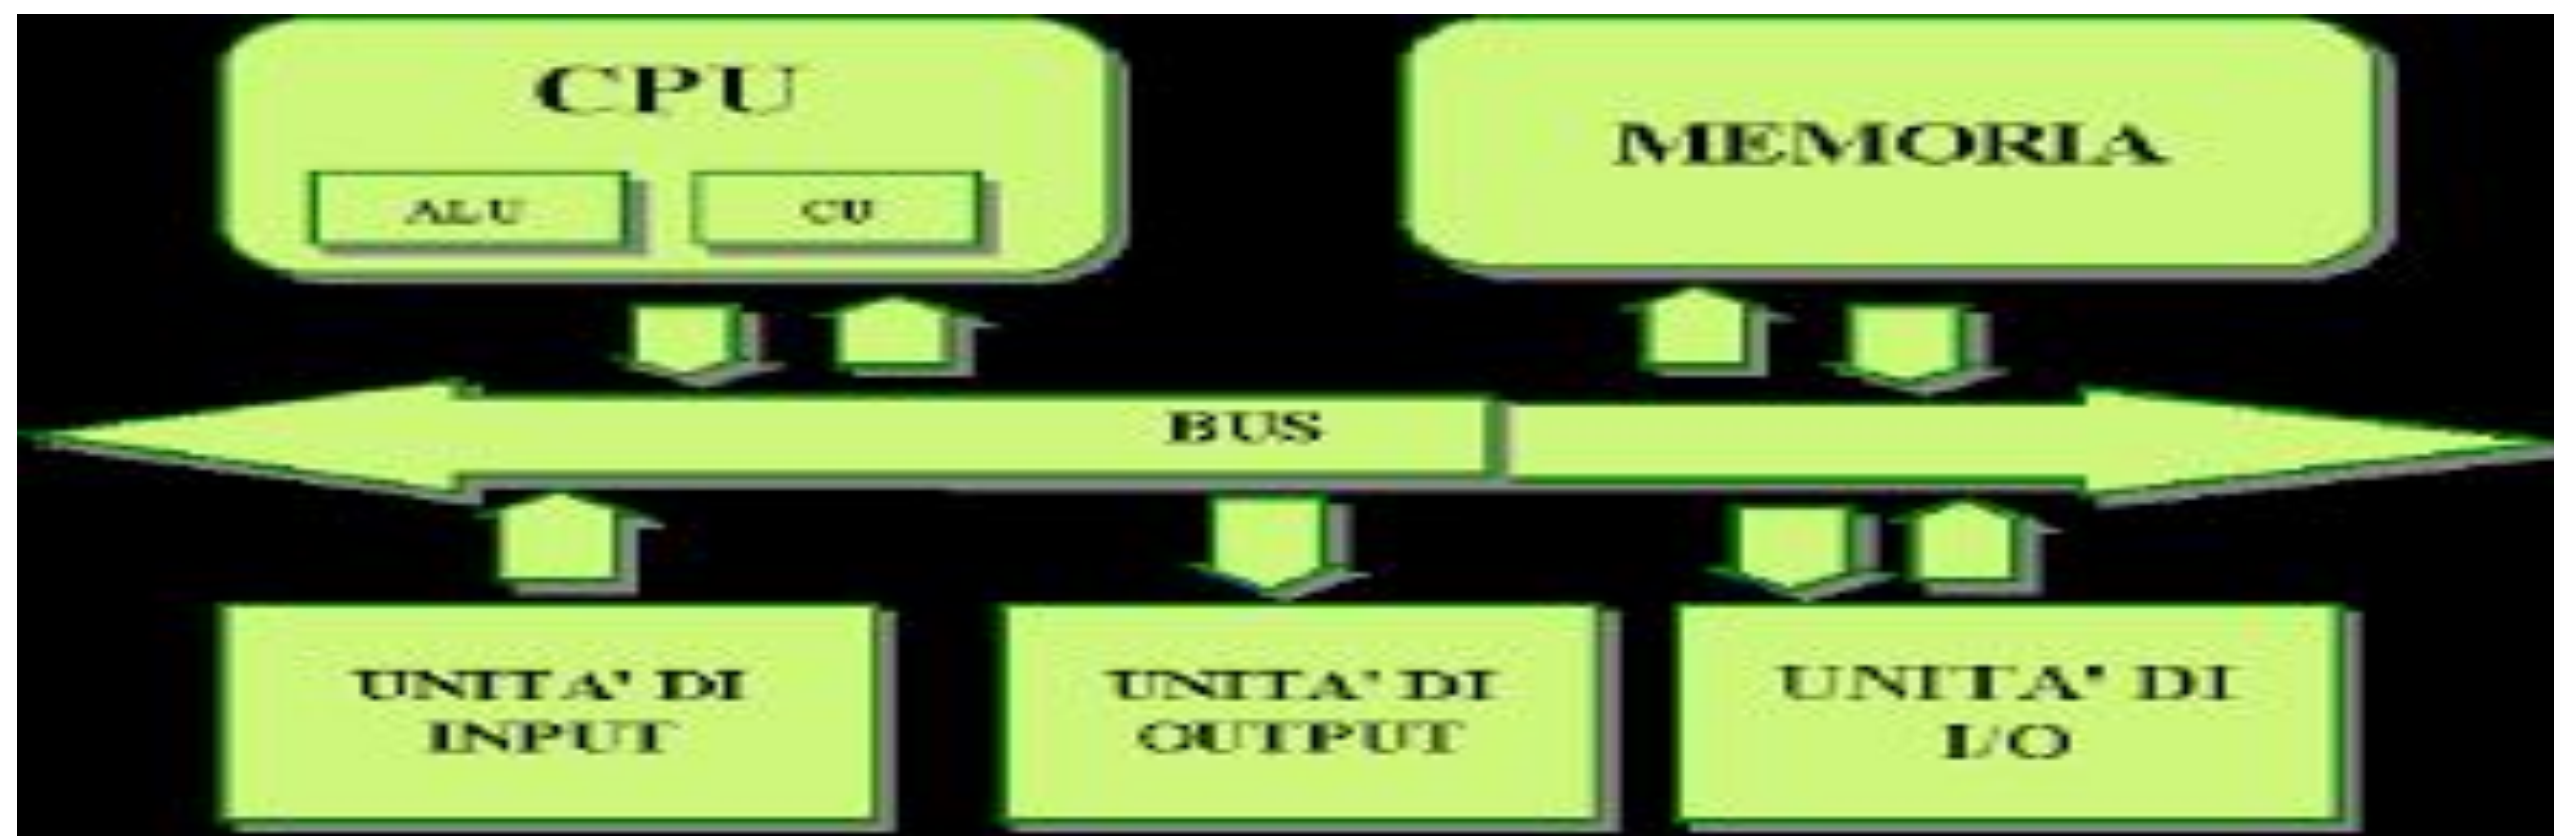 CPU
MEMORIA
ALU
CU
BUS
UNITA' DI
INPUT
UNITA' DI
OUTPUT
UNITA' DI
I/O